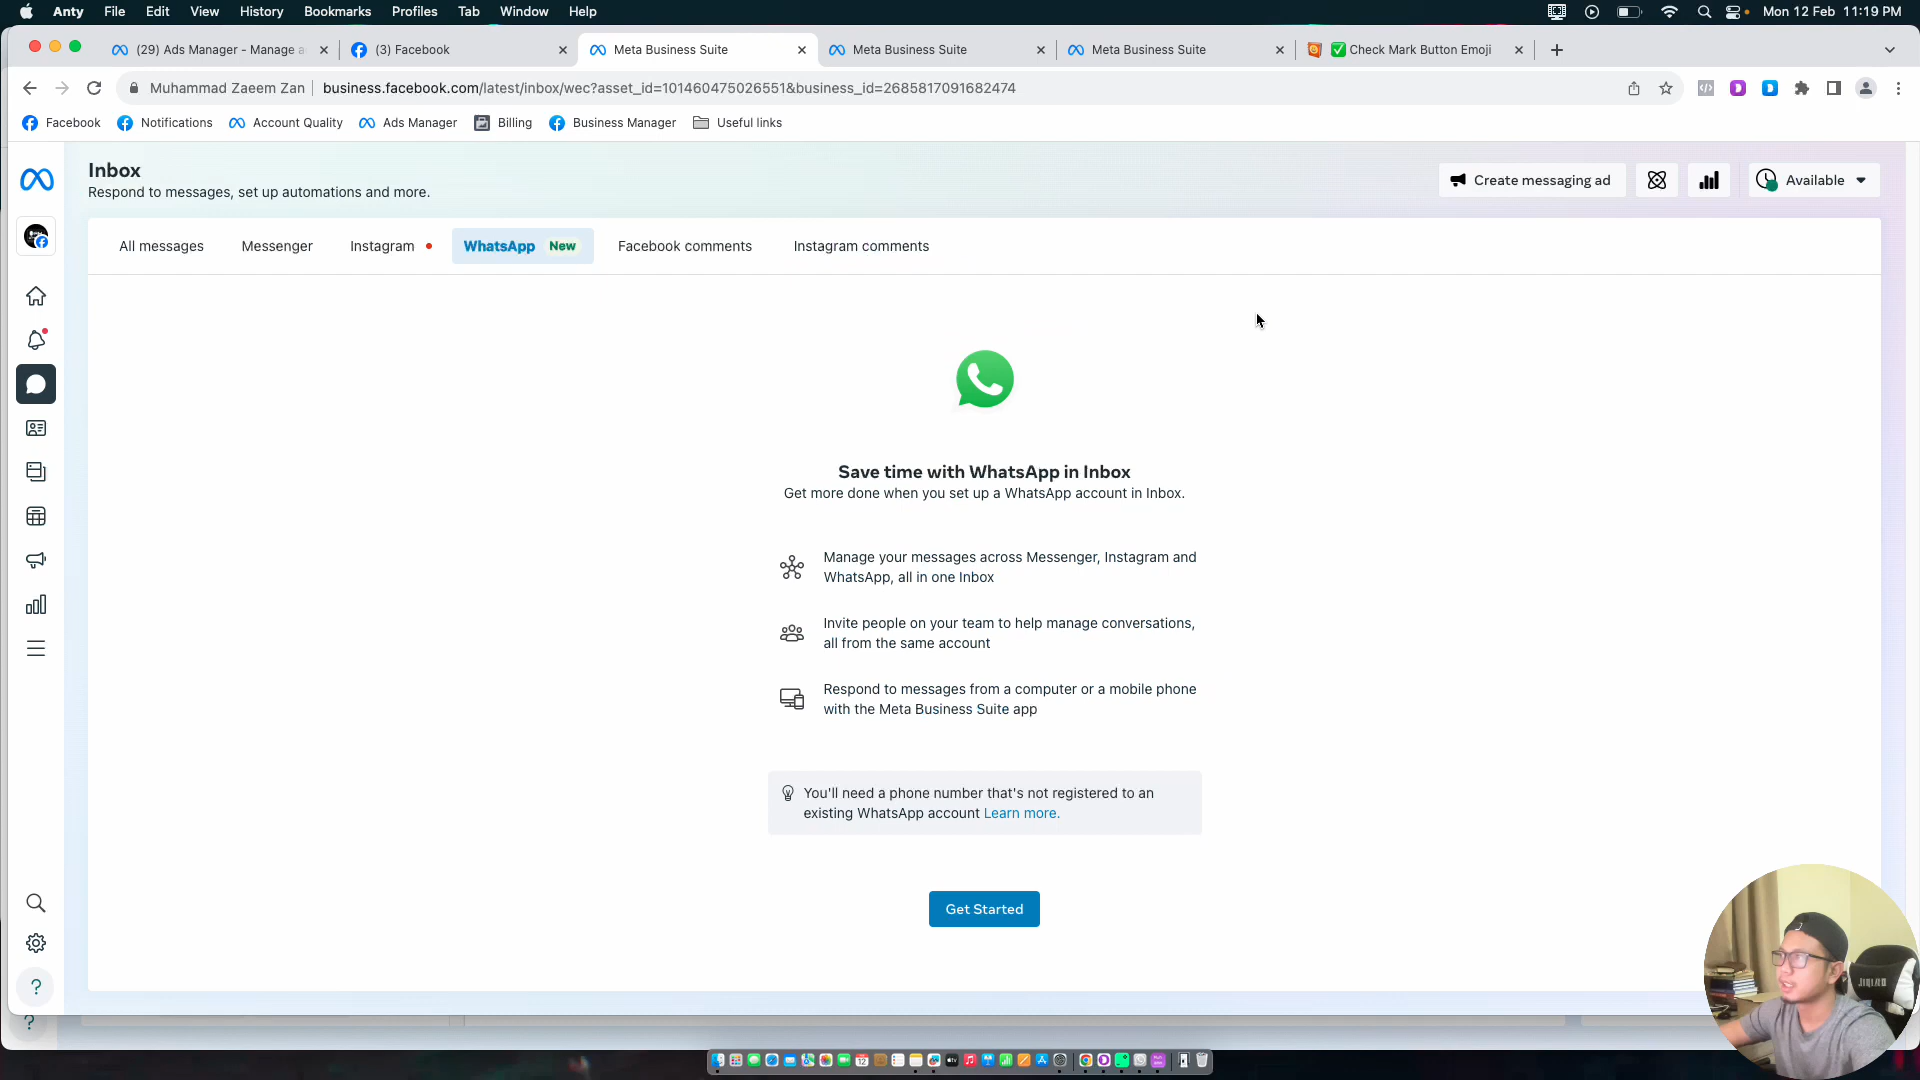 Anty File Edit View History Bookmarks Profiles Tab Window Help Mon 12 Feb 11:19 PM
(29) Ads Manager - Manage a (3) Facebook Meta Business Suite Meta Business Suite Meta Business Suite ✅ Check Mark Button Emoji
Muhammad Zaeem Zan business.facebook.com/latest/inbox/wec?asset_id=101460475026551&business_id=2685817091682474
Facebook Notifications Account Quality Ads Manager Billing Business Manager Useful links
Inbox
Respond to messages, set up automations and more.
Create messaging ad Available
All messages Messenger Instagram WhatsApp New Facebook comments Instagram comments
Save time with WhatsApp in Inbox
Get more done when you set up a WhatsApp account in Inbox.
Manage your messages across Messenger, Instagram and
WhatsApp, all in one Inbox
Invite people on your team to help manage conversations,
all from the same account
Respond to messages from a computer or a mobile phone
with the Meta Business Suite app
You'll need a phone number that's not registered to an
existing WhatsApp account Learn more.
Get Started